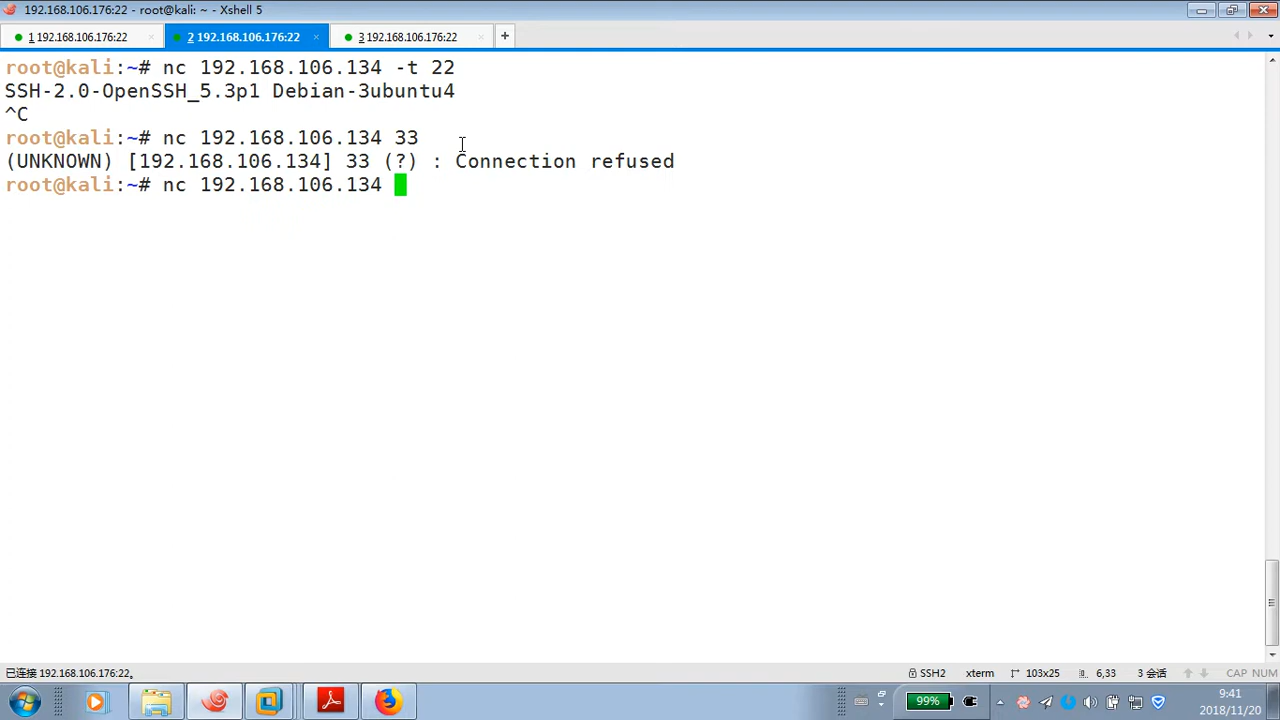 192.168.106.176:22 - root@kali: ~ - Xshell 5
1 192.168.106.176:22 × 2 192.168.106.176:22 × 3 192.168.106.176:22 × +
root@kali:~# nc 192.168.106.134 -t 22
SSH-2.0-OpenSSH_5.3p1 Debian-3ubuntu4
^C
root@kali:~# nc 192.168.106.134 33
(UNKNOWN) [192.168.106.134] 33 (?) : Connection refused
root@kali:~# nc 192.168.106.134
已连接 192.168.106.176:22。 SSH2 xterm 103x25 6,33 3 会话 CAP NUM
99% 9:41
2018/11/20